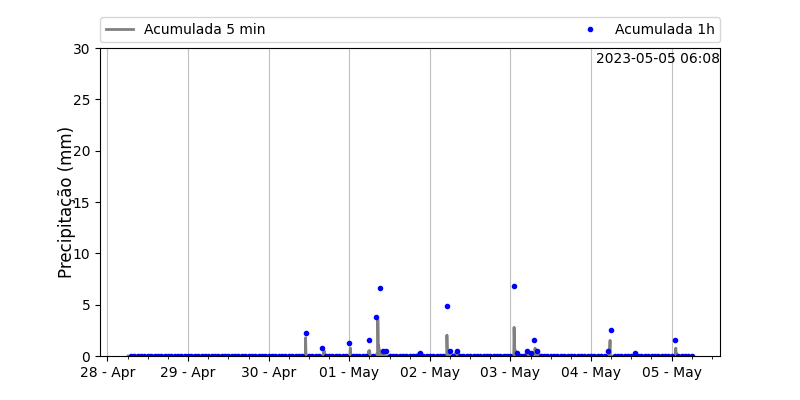 Acumulada 5 min
Acumulada 1h
2023-05-05 06:08
Precipitação (mm)
30
25
20
15
10
5
0
28 - Apr
29 - Apr
30 - Apr
01 - May
02 - May
03 - May
04 - May
05 - May